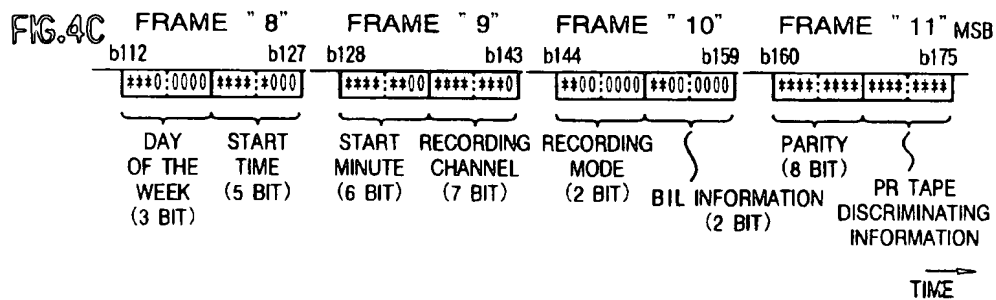 FIG.4C FRAME "8" FRAME "9" FRAME "10" FRAME "11" MSB
b112 b127 b128 b143 b144 b159 b160 b175
***0:0000 ****:*000 ****:**00 ****:***0 **00:0000 **00:0000 ****:**** ****:****
DAY OF THE WEEK (3 BIT)
START TIME (5 BIT)
START MINUTE (6 BIT)
RECORDING CHANNEL (7 BIT)
RECORDING MODE (2 BIT)
BIL INFORMATION (2 BIT)
PARITY (8 BIT)
PR TAPE DISCRIMINATING INFORMATION
TIME